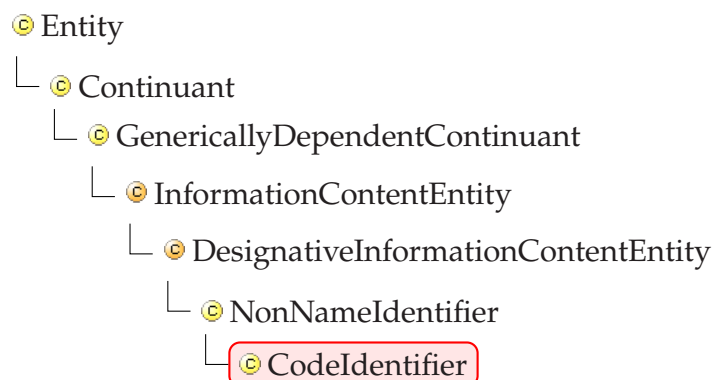 Entity
Continuant
GenericallyDependentContinuant
InformationContentEntity
DesignativeInformationContentEntity
NonNameIdentifier
CodeIdentifier